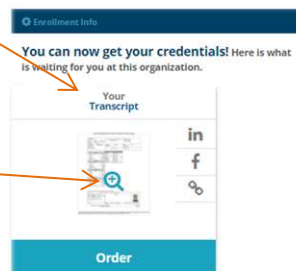 Enrollment Info
You can now get your credentials! Here is what
is waiting for you at this organization.
Your
Transcript
in
f
Order